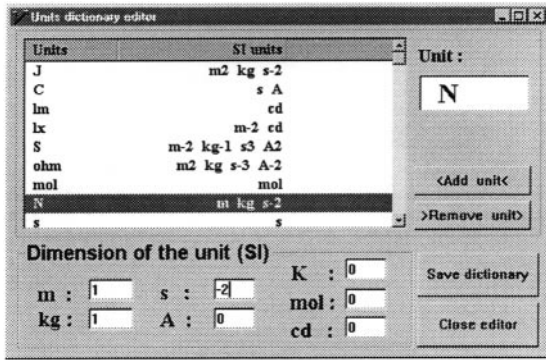 Units dictionary editor
Units SI units
J m2 kg s-2
C s A
lm cd
lx m-2 cd
S m-2 kg-1 s3 A2
ohm m2 kg s-3 A-2
mol mol
N m kg s-2
s s
Unit :
N
<Add unit<
>Remove unit>
Dimension of the unit (SI)
m : 1 s : -2 K : 0
kg : 1 A : 0 mol : 0
cd : 0
Save dictionary
Close editor